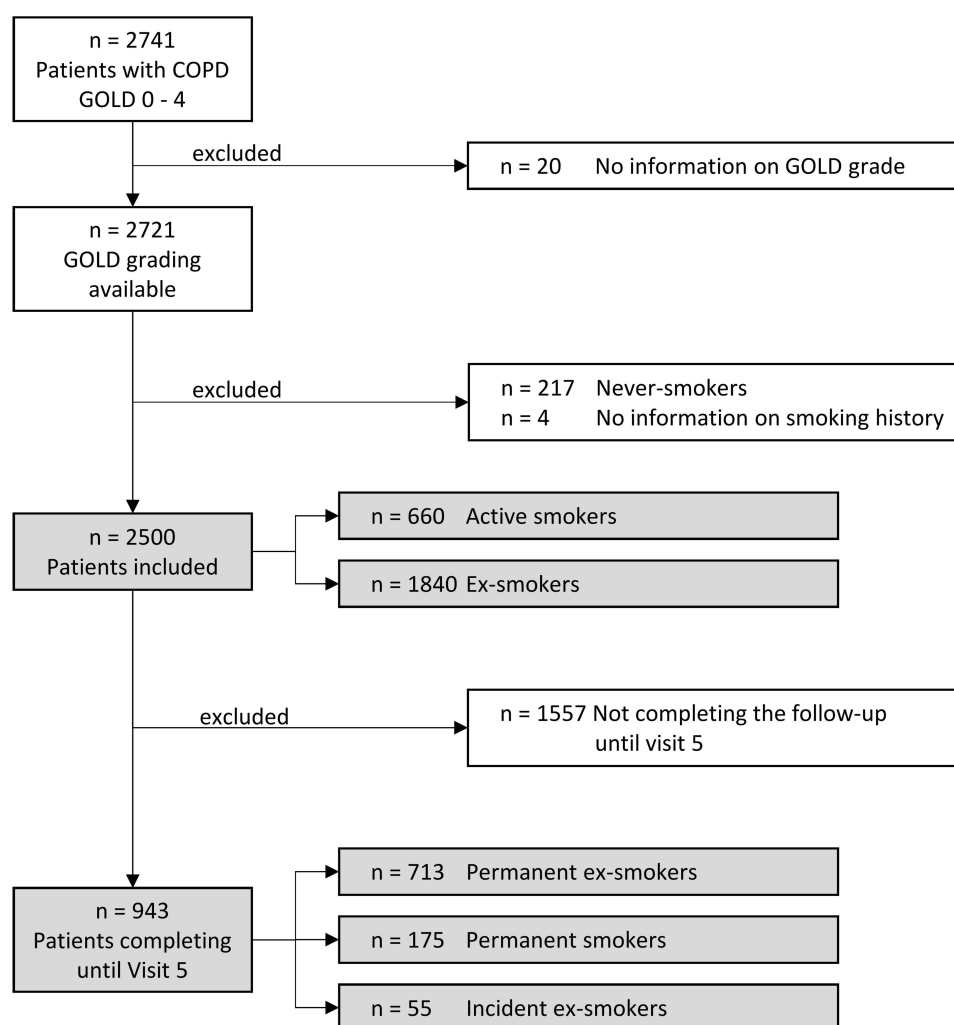 n = 2741
Patients with COPD
GOLD 0 - 4
excluded
n = 20 No information on GOLD grade
n = 2721
GOLD grading
available
excluded
n = 217 Never-smokers
n = 4 No information on smoking history
n = 2500
Patients included
n = 660 Active smokers
n = 1840 Ex-smokers
excluded
n = 1557 Not completing the follow-up
until visit 5
n = 943
Patients completing
until Visit 5
n = 713 Permanent ex-smokers
n = 175 Permanent smokers
n = 55 Incident ex-smokers